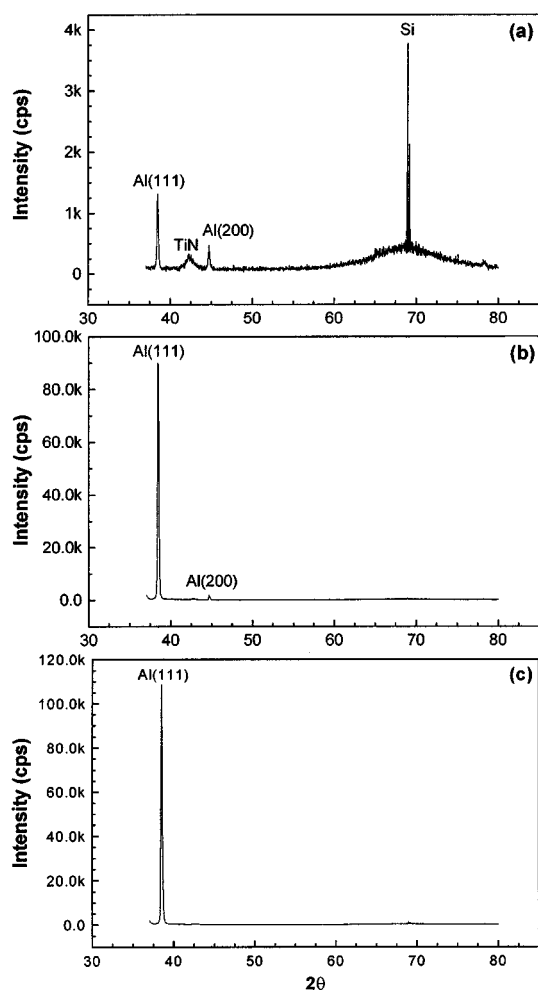 Si
(a)
4k
3k
2k
1k
0
Intensity (cps)
Al(111)
TiN
Al(200)
30 40 50 60 70 80
(b)
100.0k
80.0k
60.0k
40.0k
20.0k
0.0
Intensity (cps)
Al(111)
Al(200)
30 40 50 60 70 80
(c)
120.0k
100.0k
80.0k
60.0k
40.0k
20.0k
0.0
Intensity (cps)
Al(111)
30 40 50 60 70 80
2θ